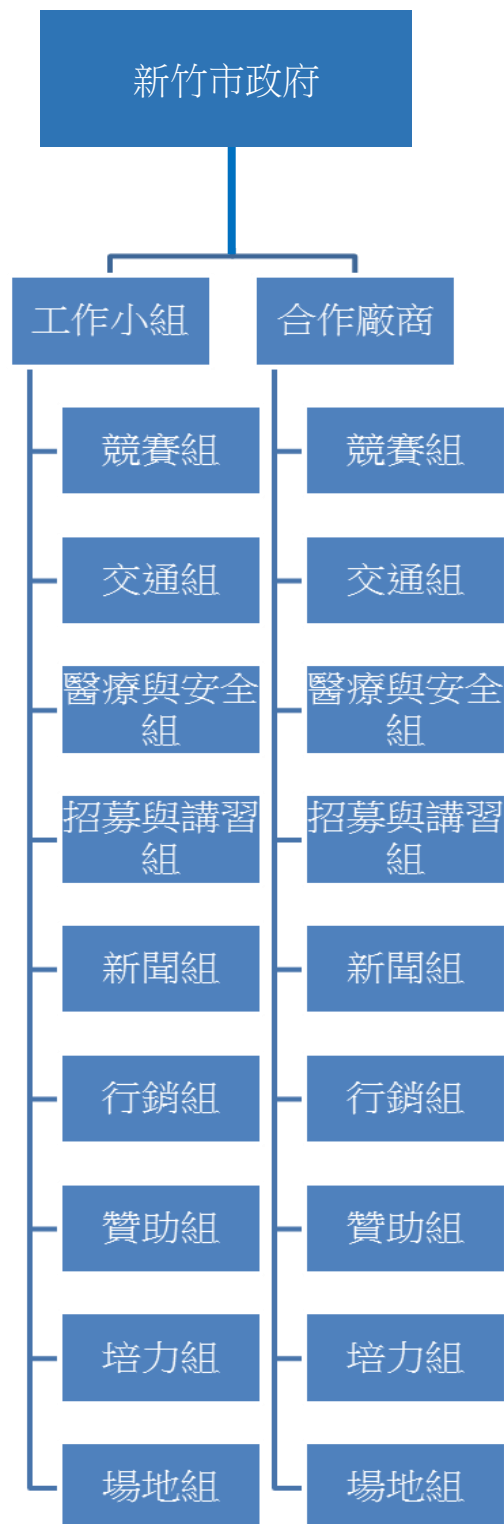 新竹市政府
工作小組
合作廠商
競賽組
競賽組
交通組
交通組
醫療與安全
組
醫療與安全
組
招募與講習
組
招募與講習
組
新聞組
新聞組
行銷組
行銷組
贊助組
贊助組
培力組
培力組
場地組
場地組